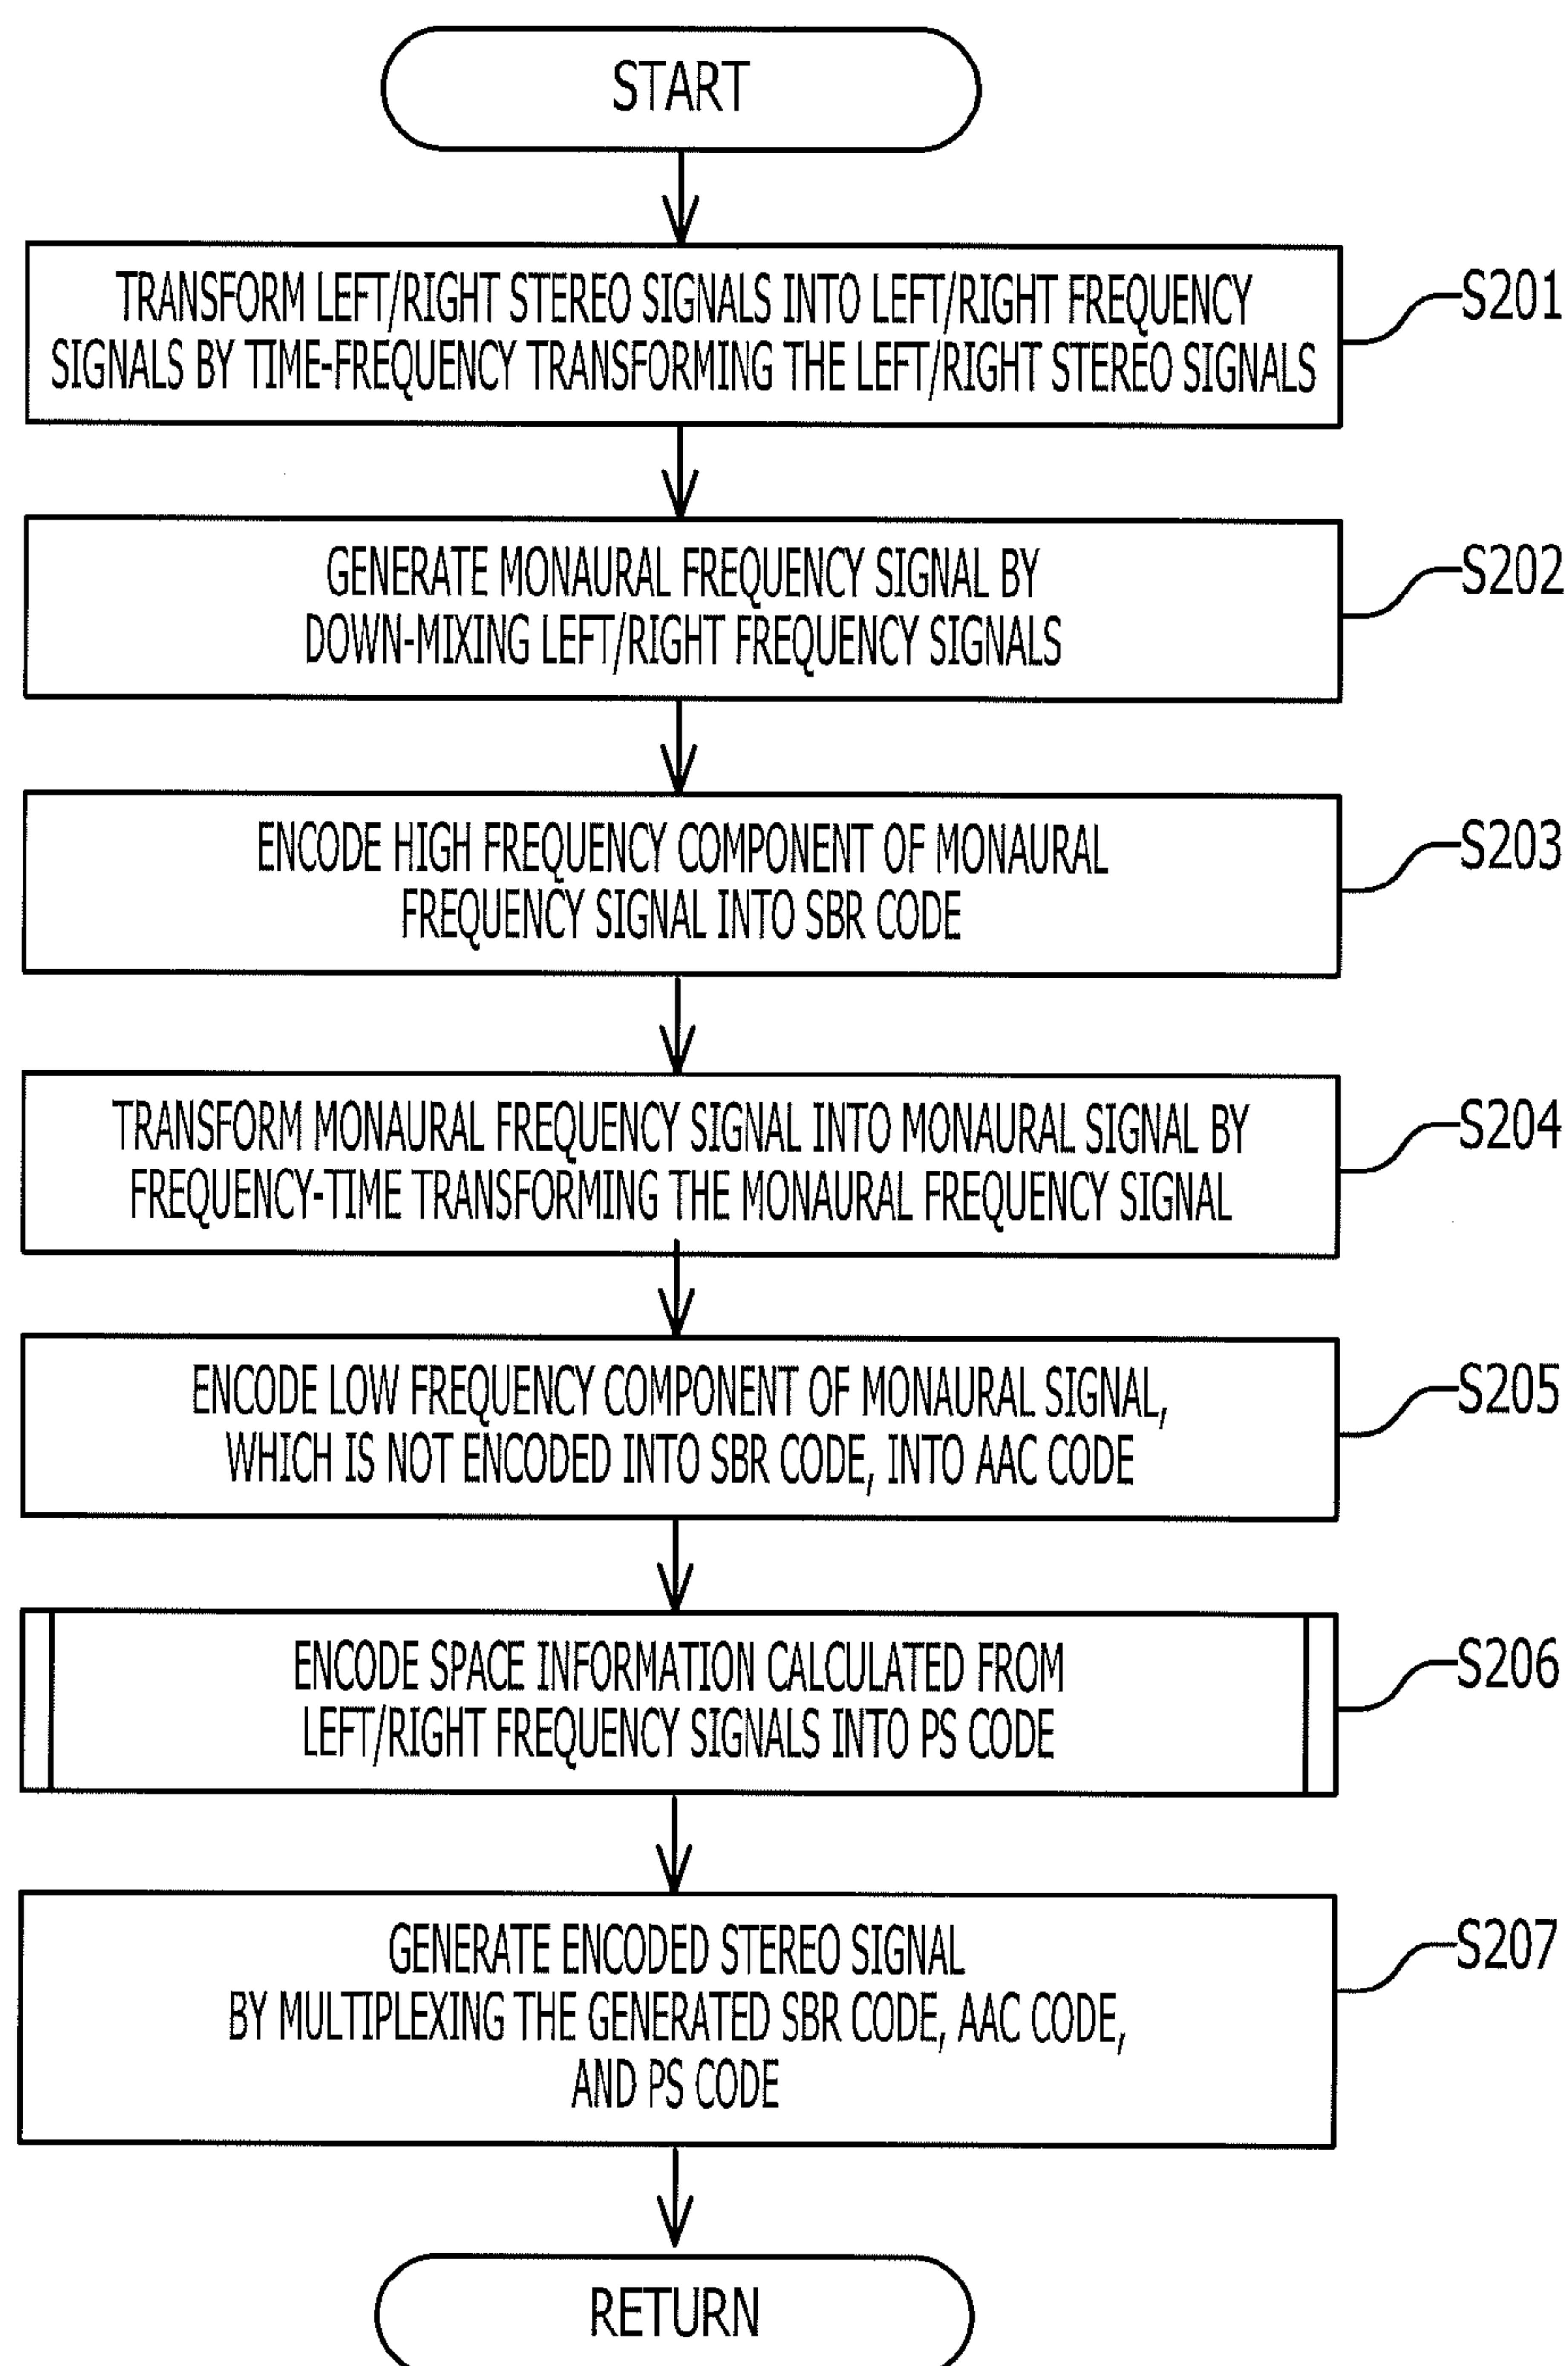 START
TRANSFORM LEFT/RIGHT STEREO SIGNALS INTO LEFT/RIGHT FREQUENCY
SIGNALS BY TIME-FREQUENCY TRANSFORMING THE LEFT/RIGHT STEREO SIGNALS
S201
GENERATE MONAURAL FREQUENCY SIGNAL BY
DOWN-MIXING LEFT/RIGHT FREQUENCY SIGNALS
S202
ENCODE HIGH FREQUENCY COMPONENT OF MONAURAL
FREQUENCY SIGNAL INTO SBR CODE
S203
TRANSFORM MONAURAL FREQUENCY SIGNAL INTO MONAURAL SIGNAL BY
FREQUENCY-TIME TRANSFORMING THE MONAURAL FREQUENCY SIGNAL
S204
ENCODE LOW FREQUENCY COMPONENT OF MONAURAL SIGNAL,
WHICH IS NOT ENCODED INTO SBR CODE, INTO AAC CODE
S205
ENCODE SPACE INFORMATION CALCULATED FROM
LEFT/RIGHT FREQUENCY SIGNALS INTO PS CODE
S206
GENERATE ENCODED STEREO SIGNAL
BY MULTIPLEXING THE GENERATED SBR CODE, AAC CODE,
AND PS CODE
S207
RETURN